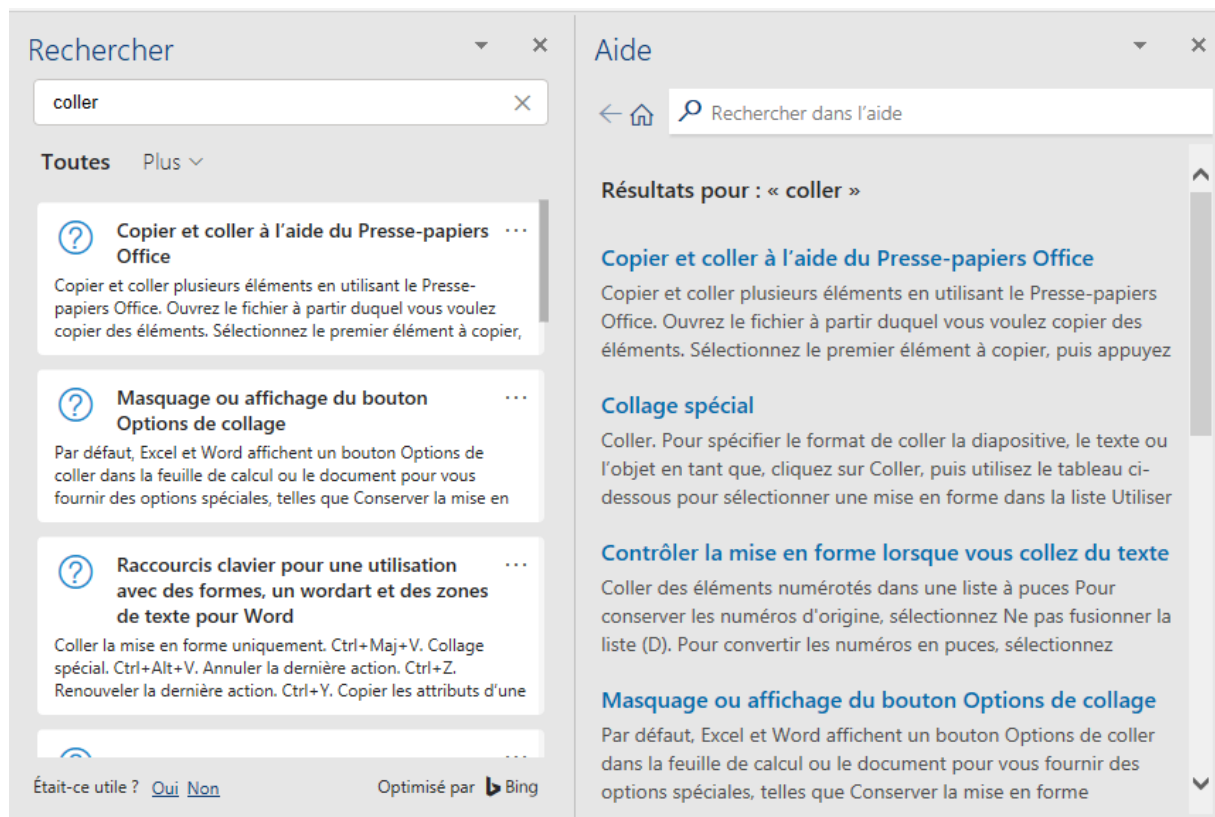 Rechercher
coller
Toutes Plus
Copier et coller à l’aide du Presse-papiers
Office
Copier et coller plusieurs éléments en utilisant le Presse-
papiers Office. Ouvrez le fichier à partir duquel vous voulez
copier des éléments. Sélectionnez le premier élément à copier,
Masquage ou affichage du bouton
Options de collage
Par défaut, Excel et Word affichent un bouton Options de
coller dans la feuille de calcul ou le document pour vous
fournir des options spéciales, telles que Conserver la mise en
Raccourcis clavier pour une utilisation
avec des formes, un wordart et des zones
de texte pour Word
Coller la mise en forme uniquement. Ctrl+Maj+V. Collage
spécial. Ctrl+Alt+V. Annuler la dernière action. Ctrl+Z.
Renouveler la dernière action. Ctrl+Y. Copier les attributs d’une
Était-ce utile ? Oui Non Optimisé par Bing
Aide
Rechercher dans l’aide
Résultats pour : « coller »
Copier et coller à l’aide du Presse-papiers Office
Copier et coller plusieurs éléments en utilisant le Presse-papiers
Office. Ouvrez le fichier à partir duquel vous voulez copier des
éléments. Sélectionnez le premier élément à copier, puis appuyez
Collage spécial
Coller. Pour spécifier le format de coller la diapositive, le texte ou
l’objet en tant que, cliquez sur Coller, puis utilisez le tableau ci-
dessous pour sélectionner une mise en forme dans la liste Utiliser
Contrôler la mise en forme lorsque vous collez du texte
Coller des éléments numérotés dans une liste à puces Pour
conserver les numéros d'origine, sélectionnez Ne pas fusionner la
liste (D). Pour convertir les numéros en puces, sélectionnez
Masquage ou affichage du bouton Options de collage
Par défaut, Excel et Word affichent un bouton Options de coller
dans la feuille de calcul ou le document pour vous fournir des
options spéciales, telles que Conserver la mise en forme